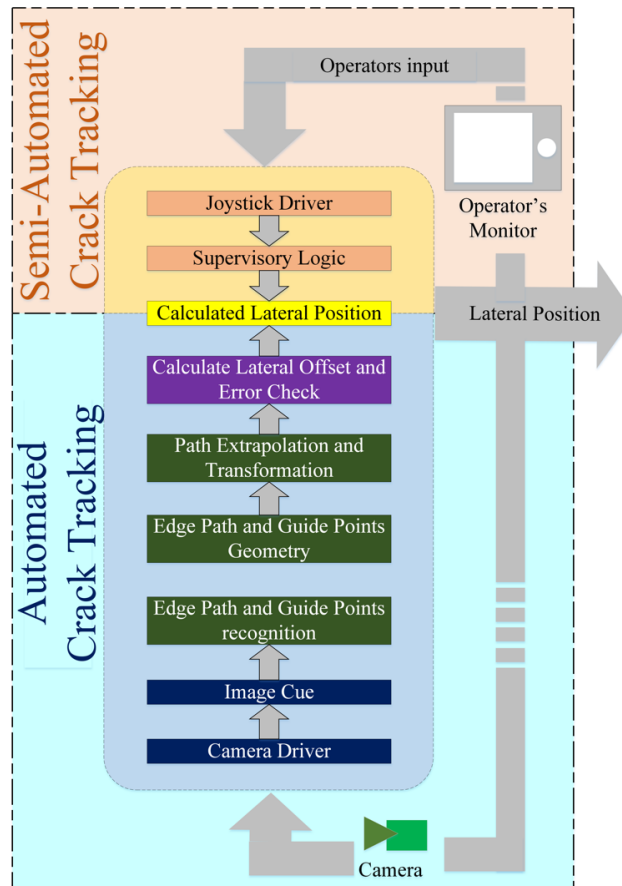 Semi-Automated
Crack Tracking
Operators input
Operator's
Monitor
Joystick Driver
Supervisory Logic
Calculated Lateral Position
Lateral Position
Automated
Crack Tracking
Calculate Lateral Offset and
Error Check
Path Extrapolation and
Transformation
Edge Path and Guide Points
Geometry
Edge Path and Guide Points
recognition
Image Cue
Camera Driver
Camera